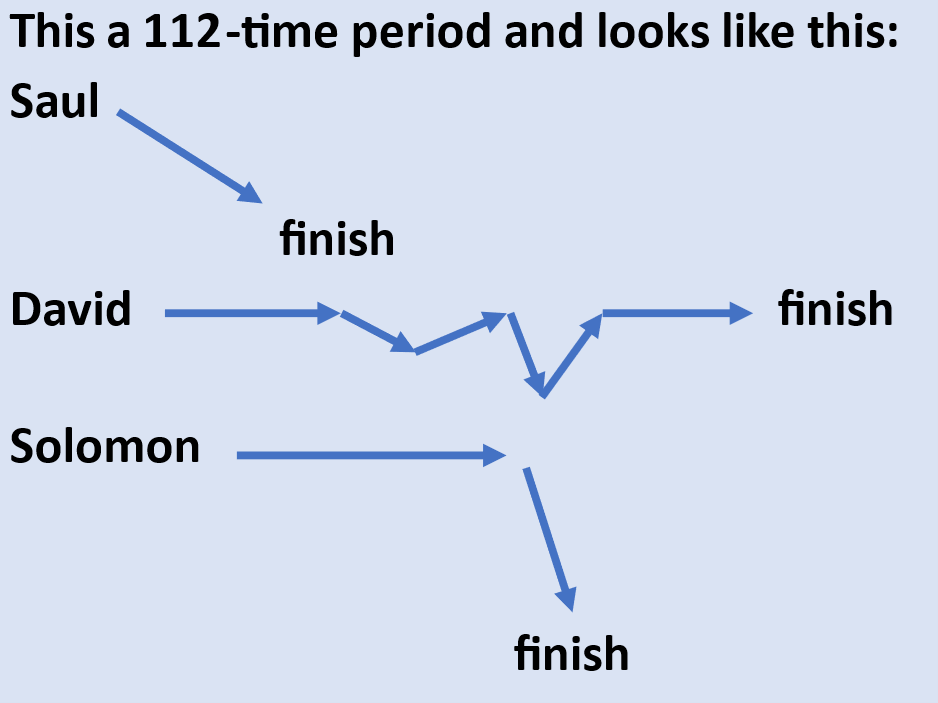 This a 112-time period and looks like this:
Saul
finish
David finish
Solomon
finish